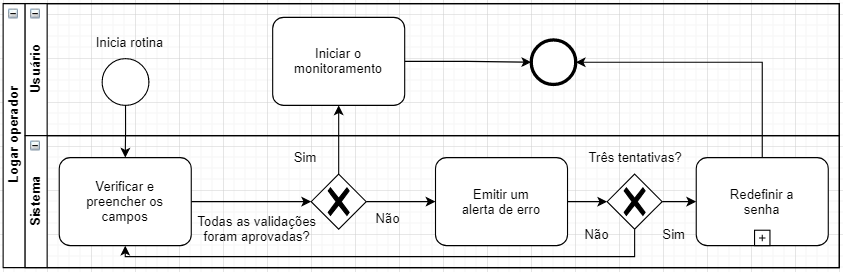 Logar operador
Usuário
Inicia rotina
Iniciar o
monitoramento
Sistema
Verificar e
preencher os
campos
Todas as validações
foram aprovadas?
Sim
Não
Emitir um
alerta de erro
Três tentativas?
Não
Sim
Redefinir a
senha